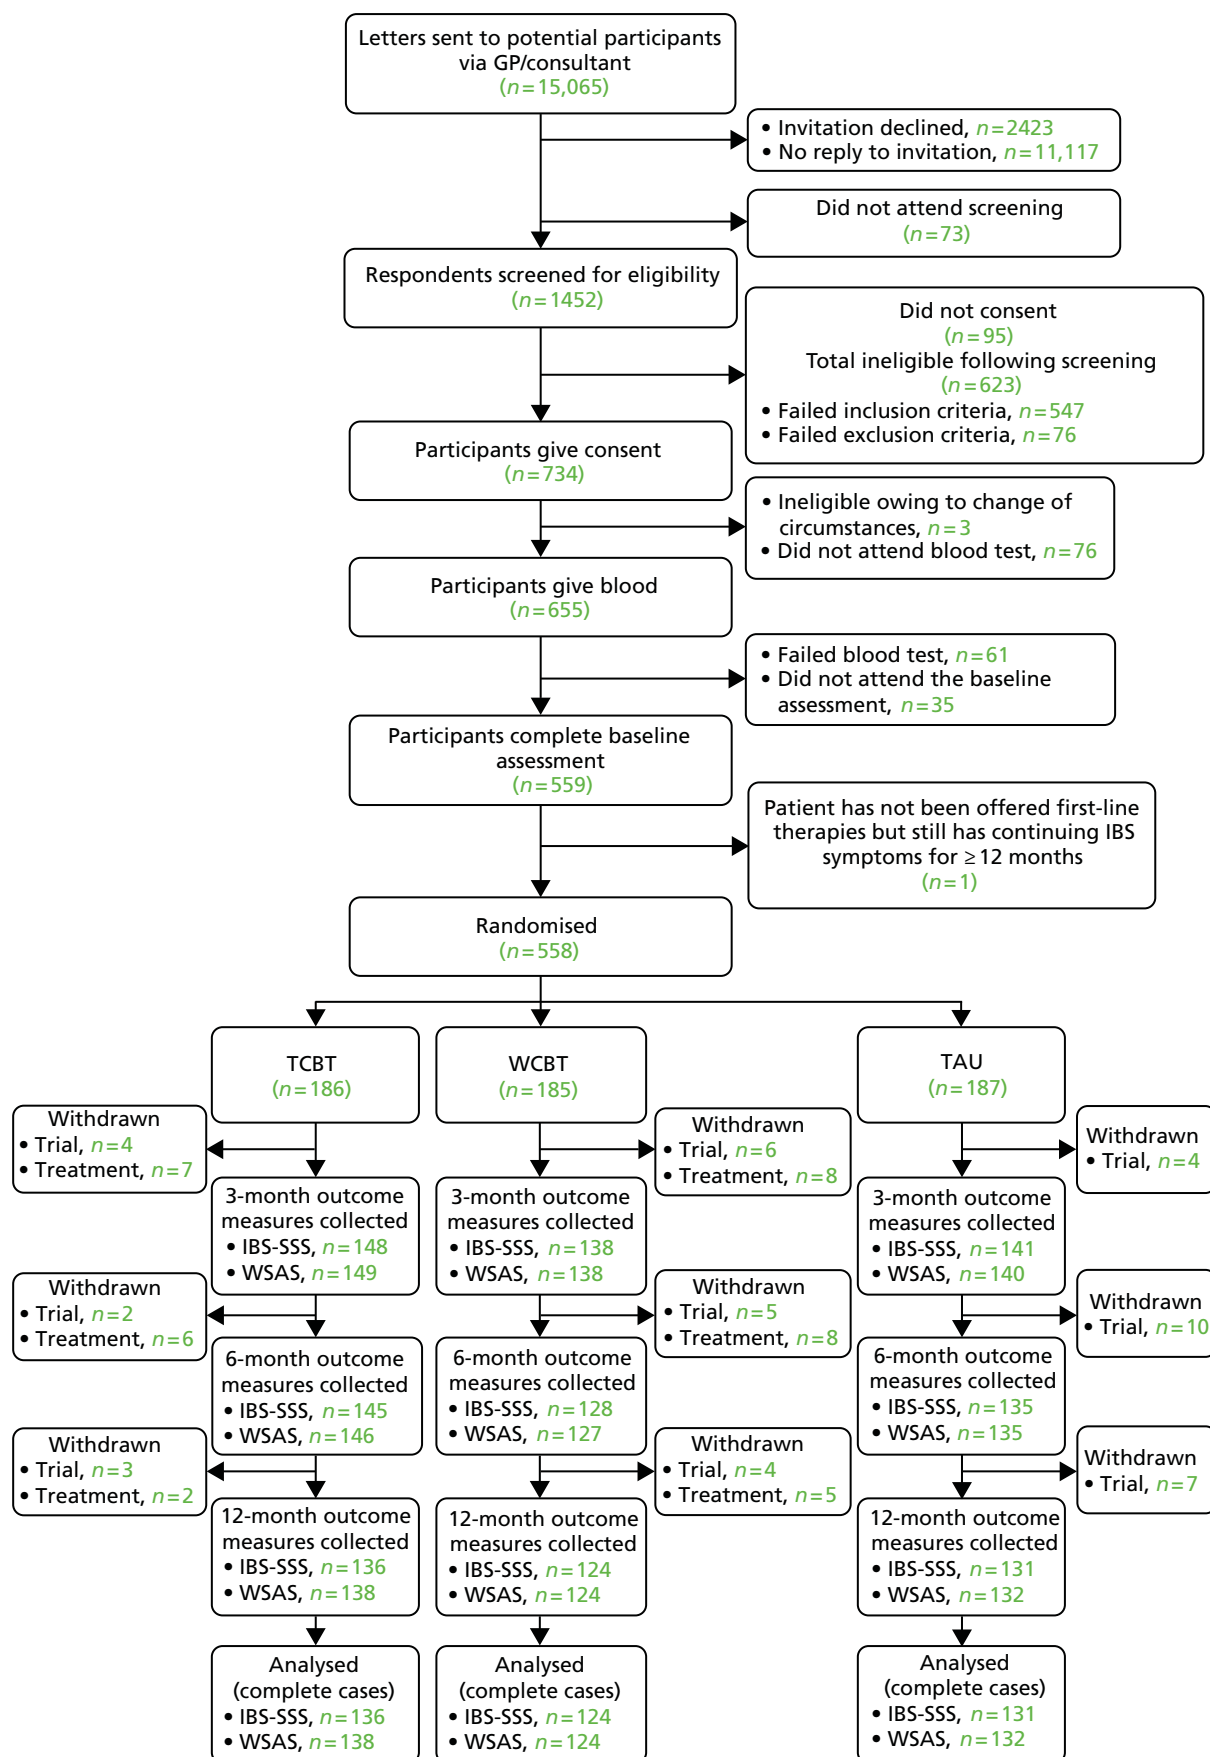 Letters sent to potential participants
via GP/consultant
(n=15,065)
• Invitation declined, n=2423
• No reply to invitation, n=11,117
Did not attend screening
(n=73)
Respondents screened for eligibility
(n=1452)
Did not consent
(n=95)
Total ineligible following screening
(n=623)
• Failed inclusion criteria, n=547
• Failed exclusion criteria, n=76
Participants give consent
(n=734)
• Ineligible owing to change of
circumstances, n=3
• Did not attend blood test, n=76
Participants give blood
(n=655)
• Failed blood test, n=61
• Did not attend the baseline
assessment, n=35
Participants complete baseline
assessment
(n=559)
Patient has not been offered first-line
therapies but still has continuing IBS
symptoms for ≥12 months
(n=1)
Randomised
(n=558)
TCBT
(n=186)
WCBT
(n=185)
TAU
(n=187)
Withdrawn
• Trial, n=4
• Treatment, n=7
Withdrawn
• Trial, n=6
• Treatment, n=8
Withdrawn
• Trial, n=4
3-month outcome
measures collected
• IBS-SSS, n=148
• WSAS, n=149
3-month outcome
measures collected
• IBS-SSS, n=138
• WSAS, n=138
3-month outcome
measures collected
• IBS-SSS, n=141
• WSAS, n=140
Withdrawn
• Trial, n=2
• Treatment, n=6
Withdrawn
• Trial, n=5
• Treatment, n=8
Withdrawn
• Trial, n=10
6-month outcome
measures collected
• IBS-SSS, n=145
• WSAS, n=146
6-month outcome
measures collected
• IBS-SSS, n=128
• WSAS, n=127
6-month outcome
measures collected
• IBS-SSS, n=135
• WSAS, n=135
Withdrawn
• Trial, n=3
• Treatment, n=2
Withdrawn
• Trial, n=4
• Treatment, n=5
Withdrawn
• Trial, n=7
12-month outcome
measures collected
• IBS-SSS, n=136
• WSAS, n=138
12-month outcome
measures collected
• IBS-SSS, n=124
• WSAS, n=124
12-month outcome
measures collected
• IBS-SSS, n=131
• WSAS, n=132
Analysed
(complete cases)
• IBS-SSS, n=136
• WSAS, n=138
Analysed
(complete cases)
• IBS-SSS, n=124
• WSAS, n=124
Analysed
(complete cases)
• IBS-SSS, n=131
• WSAS, n=132